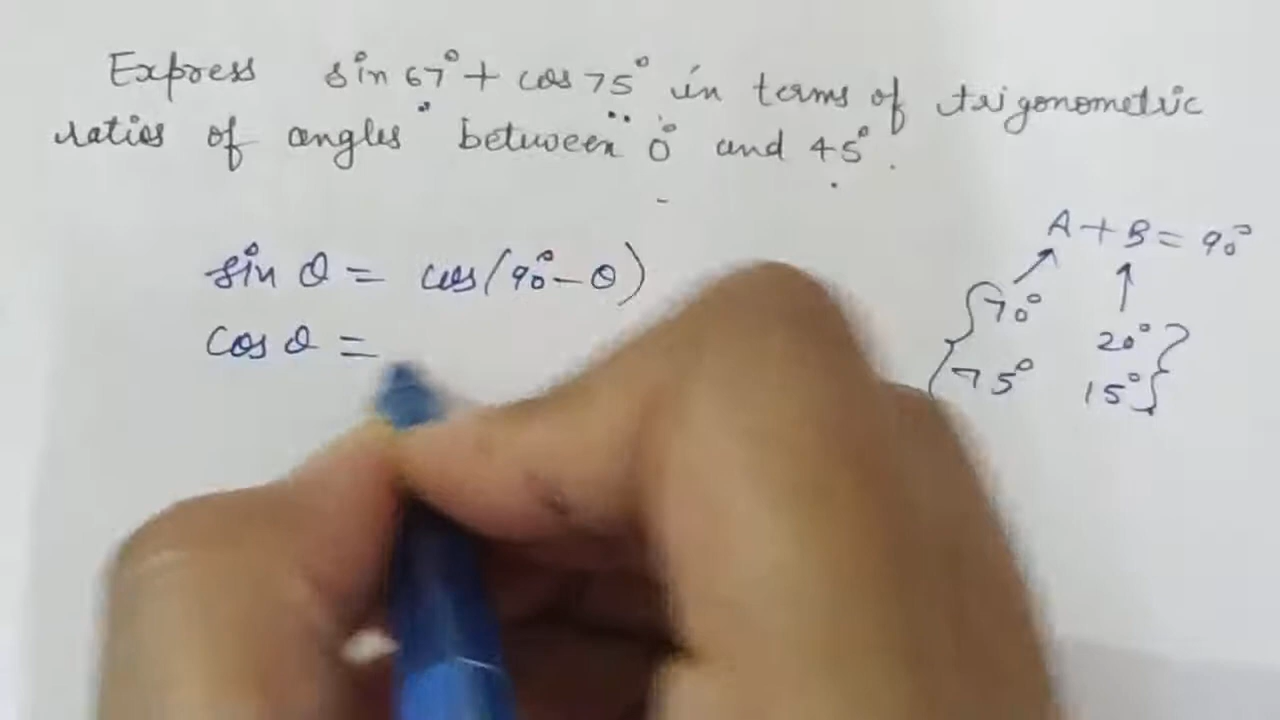 Express sin 67° + cos 75° in terms of trigonometric
ratios of angles between 0° and 45°.
A + B = 90°
sin θ = cos(90° - θ)
70°
cos θ =
20°
75° 15°